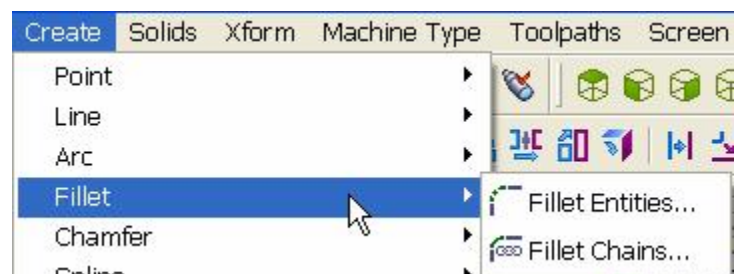 Create Solids Xform Machine Type Toolpaths Screen
Point
Line
Arc
Fillet
Fillet Entities...
Chamfer
Fillet Chains...